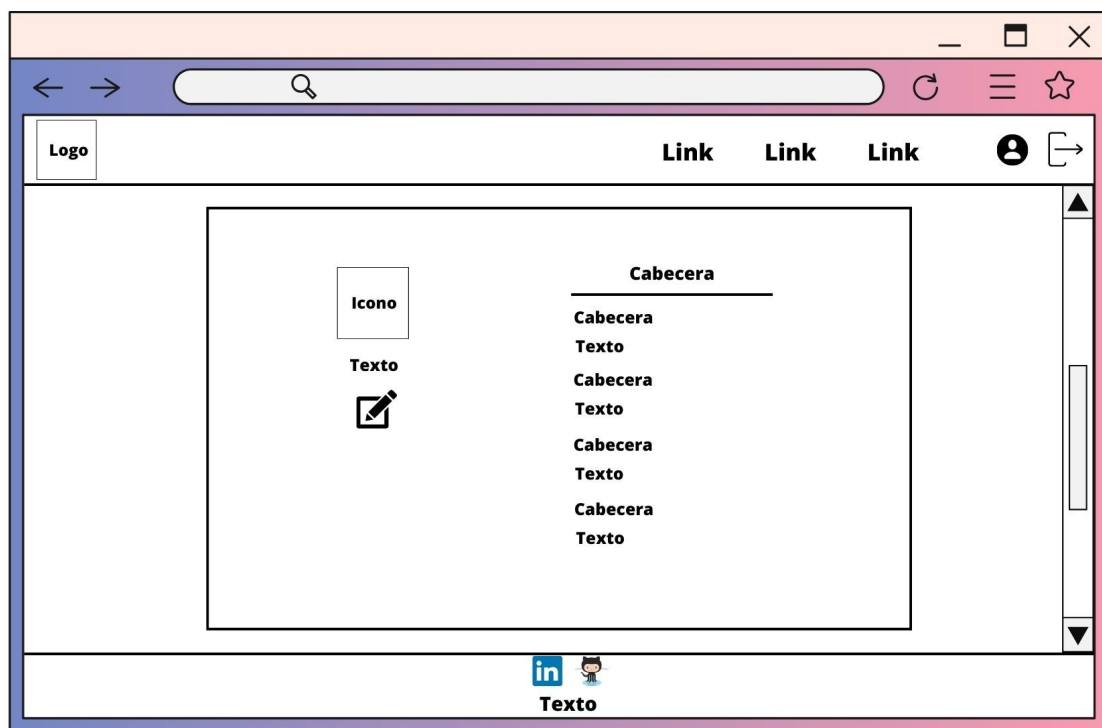 Logo
Link Link Link
Icono
Texto
Cabecera
Cabecera
Texto
Cabecera
Texto
Cabecera
Texto
Cabecera
Texto
in
Texto